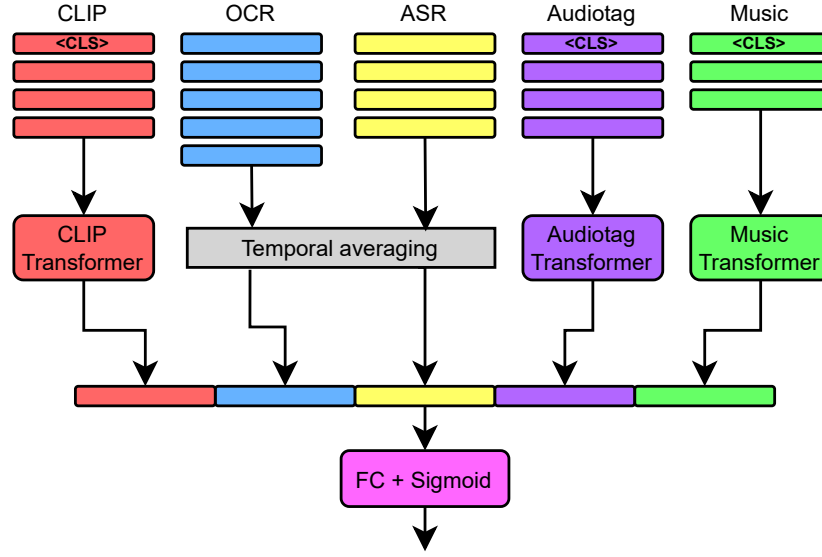 CLIP
OCR
ASR
Audiotag
Music
<CLS>
<CLS>
<CLS>
CLIP
Transformer
Temporal averaging
Audiotag
Transformer
Music
Transformer
FC + Sigmoid